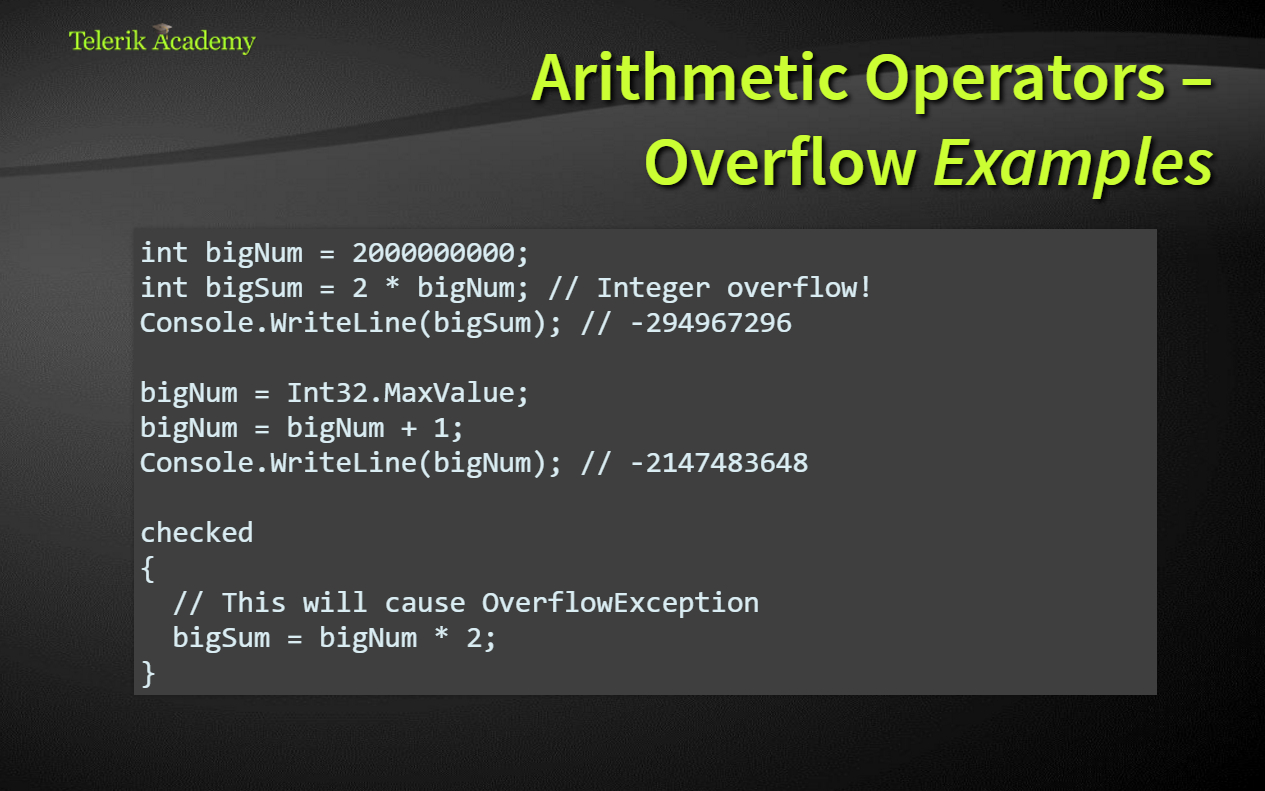 Telerik Academy
Arithmetic Operators –
Overflow Examples
int bigNum = 2000000000;
int bigSum = 2 * bigNum; // Integer overflow!
Console.WriteLine(bigSum); // -294967296
bigNum = Int32.MaxValue;
bigNum = bigNum + 1;
Console.WriteLine(bigNum); // -2147483648
checked
{
// This will cause OverflowException
bigSum = bigNum * 2;
}